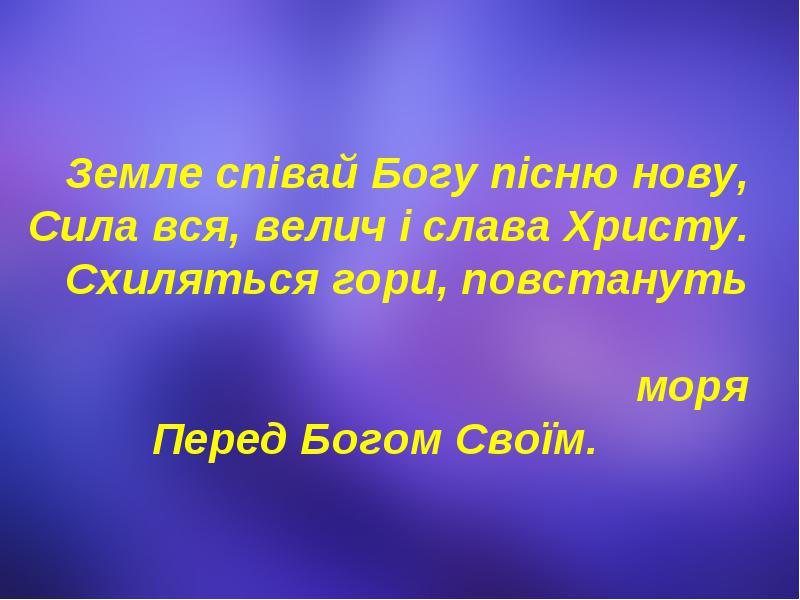 Земле співай Богу пісню нову,
Сила вся, велич і слава Христу.
Схиляться гори, повстануть
моря
Перед Богом Своїм.